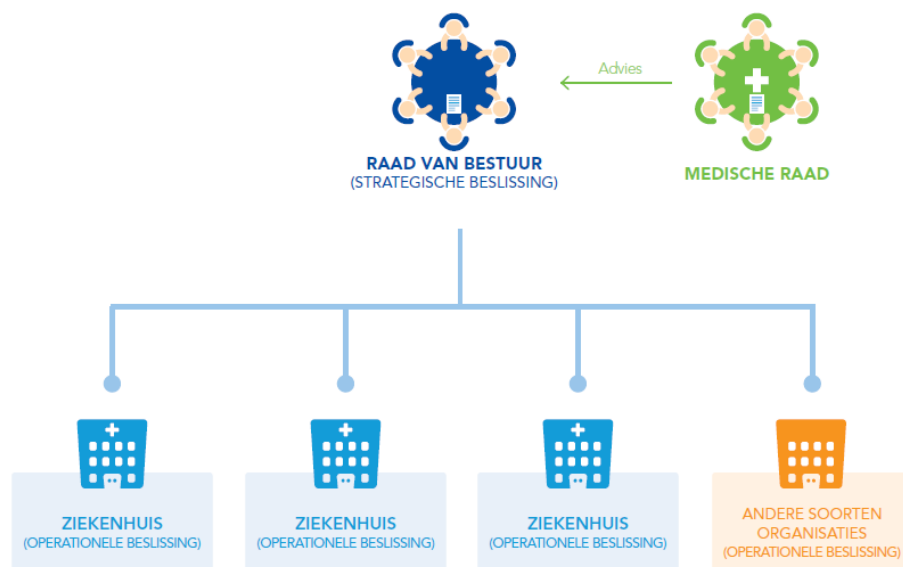 Advies
RAAD VAN BESTUUR
(STRATEGISCHE BESLISSING)
MEDISCHE RAAD
ZIEKENHUIS
(OPERATIONELE BESLISSING)
ZIEKENHUIS
(OPERATIONELE BESLISSING)
ZIEKENHUIS
(OPERATIONELE BESLISSING)
ANDERE SOORTEN
ORGANISATIES
(OPERATIONELE BESLISSING)